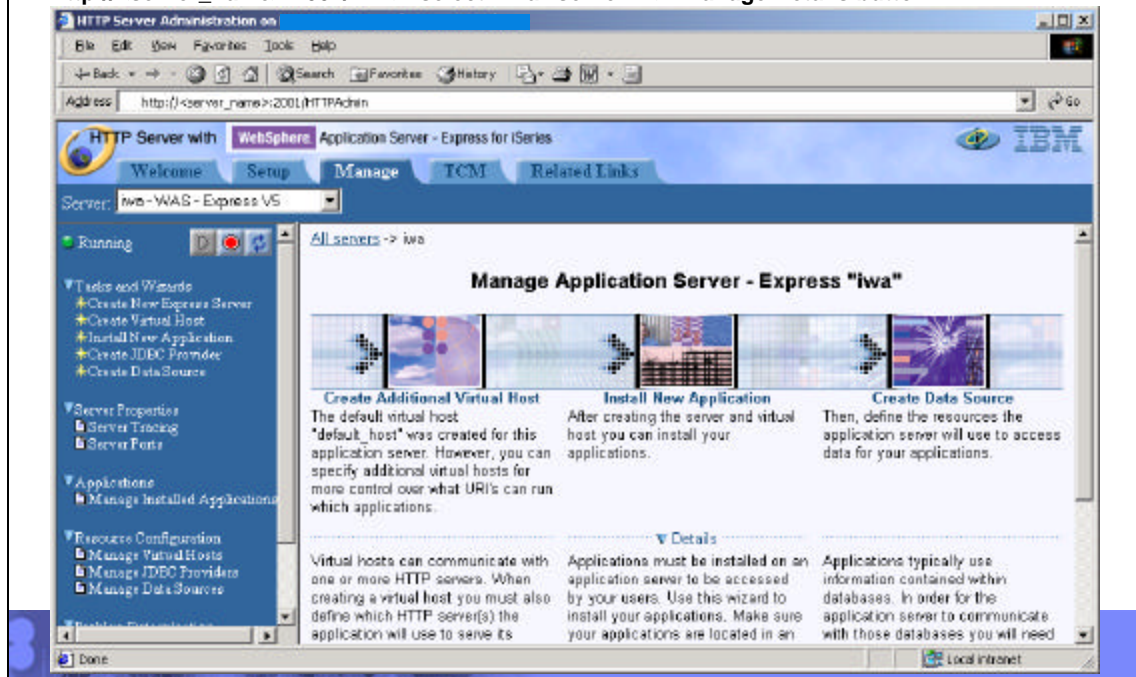 HTTP Server Administration on
File Edit View Favorites Tools Help
Back Search Favorites History
Address http://<server_name>:2001/HTTPAdmin Go
HTTP Server with WebSphere. Application Server - Express for iSeries IBM
Welcome Setup Manage TCM Related Links
Server: iwa - WAS - Express V5
Running D
All servers -> iwa
Manage Application Server - Express "iwa"
Tasks and Wizards
Create New Express Server
Create Virtual Host
Install New Application
Create JDBC Provider
Create Data Source
Server Properties
Server Tracing
Server Ports
Applications
Manage Installed Applications
Resource Configuration
Manage Virtual Hosts
Manage JDBC Providers
Manage Data Sources
Create Additional Virtual Host
The default virtual host
"default_host" was created for this
application server. However, you can
specify additional virtual hosts for
more control over what URI's can run
which applications.
Install New Application
After creating the server and virtual
host you can install your
applications.
Create Data Source
Then, define the resources the
application server will use to access
data for your applications.
Details
Virtual hosts can communicate with
one or more HTTP servers. When
creating a virtual host you must also
define which HTTP server(s) the
application will use to serve its
Applications must be installed on an
application server to be accessed
by your users. Use this wizard to
install your applications. Make sure
your applications are located in an
Applications typically use
information contained within
databases. In order for the
application server to communicate
with those databases you will need
Done
Local intranet